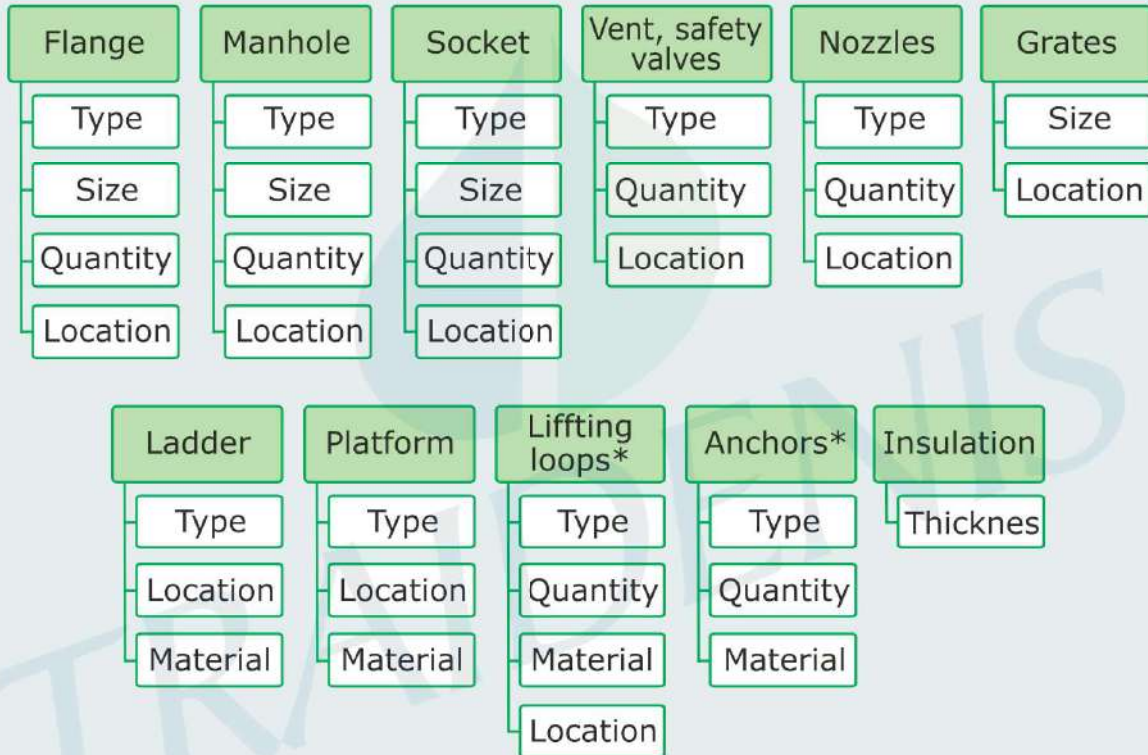 Flange
Type
Size
Quantity
Location
Manhole
Type
Size
Quantity
Location
Socket
Type
Size
Quantity
Location
Vent, safety
valves
Type
Quantity
Location
Nozzles
Type
Quantity
Location
Grates
Size
Location
Ladder
Type
Location
Material
Platform
Type
Location
Material
Liffting
loops*
Type
Quantity
Material
Location
Anchors*
Type
Quantity
Material
Insulation
Thicknes
TRAIDENIS